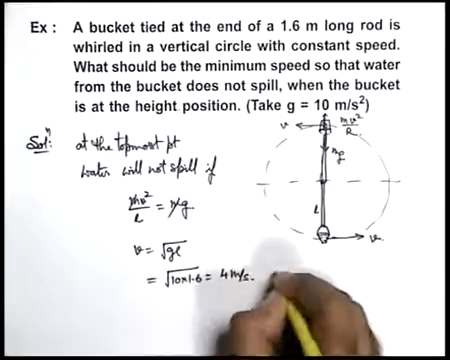 Ex : A bucket tied at the end of a 1.6 m long rod is
whirled in a vertical circle with constant speed.
What should be the minimum speed so that water
from the bucket does not spill, when the bucket
is at the height position. (Take g = 10 m/s²)
Solⁿ: at the topmost pt
water will not spill if
mv²/l = mg
v = √gl
= √10×1.6 = 4 m/s.
v
mv²/R
mg
l
v